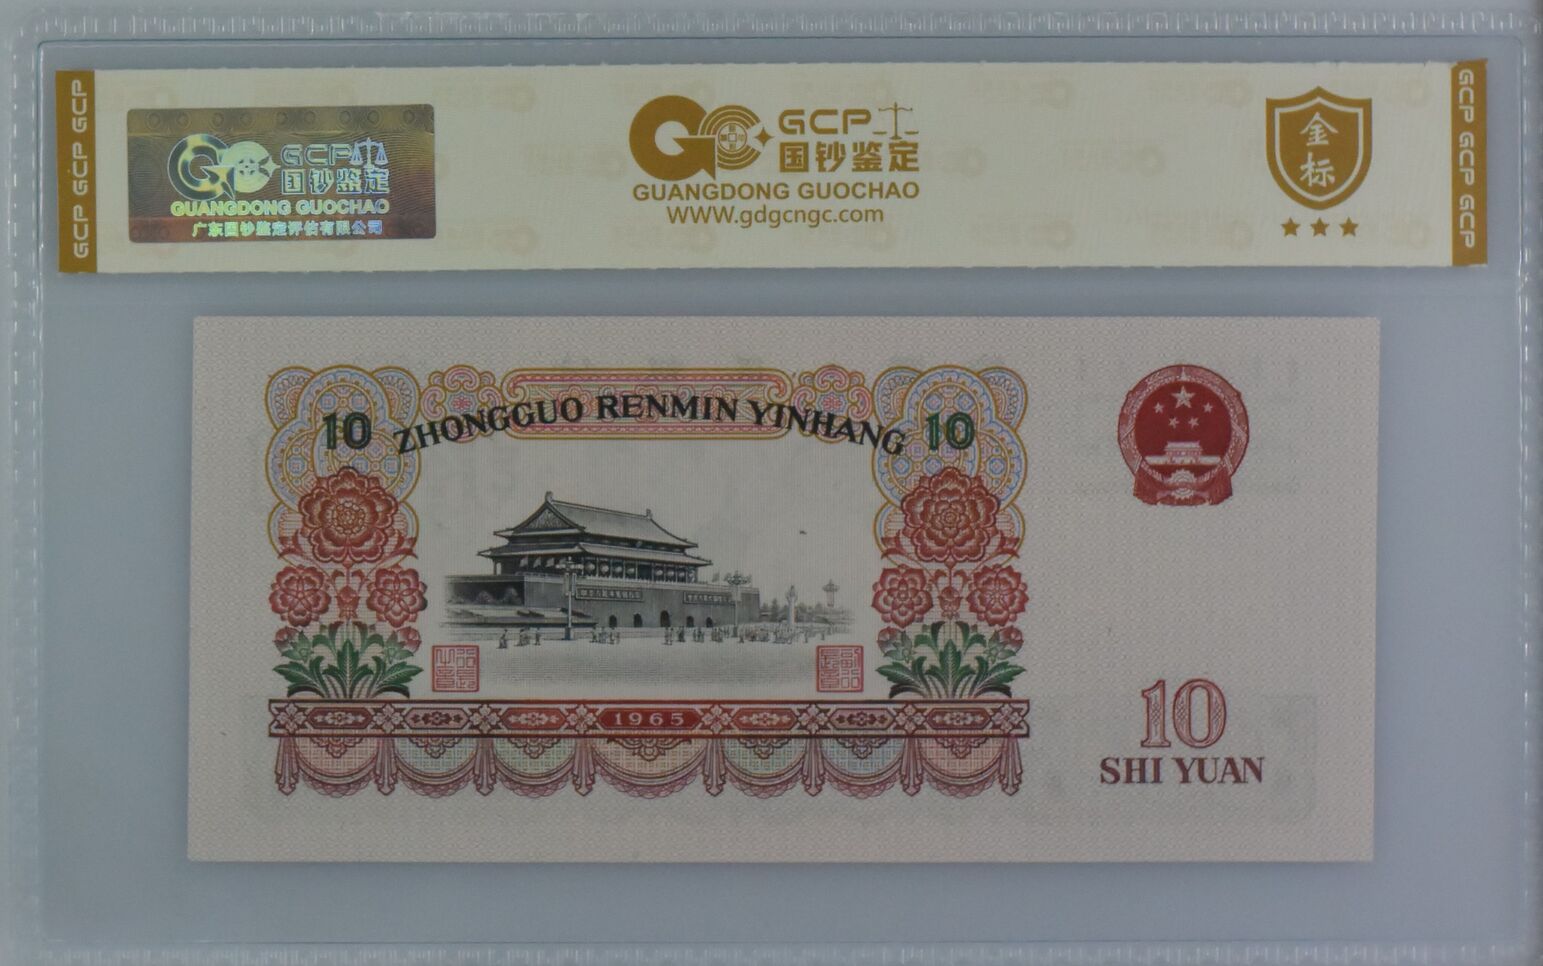 GCP GCP GCP
GCP
国钞鉴定
GUANGDONG GUOCHAO
广东国钞鉴定评估有限公司
GCP
国钞鉴定
GUANGDONG GUOCHAO
WWW.gdgcngc.com
金
标
GCP GCP GCP
10 ZHONGGUO RENMIN YINHANG 10
1965
10
SHI YUAN